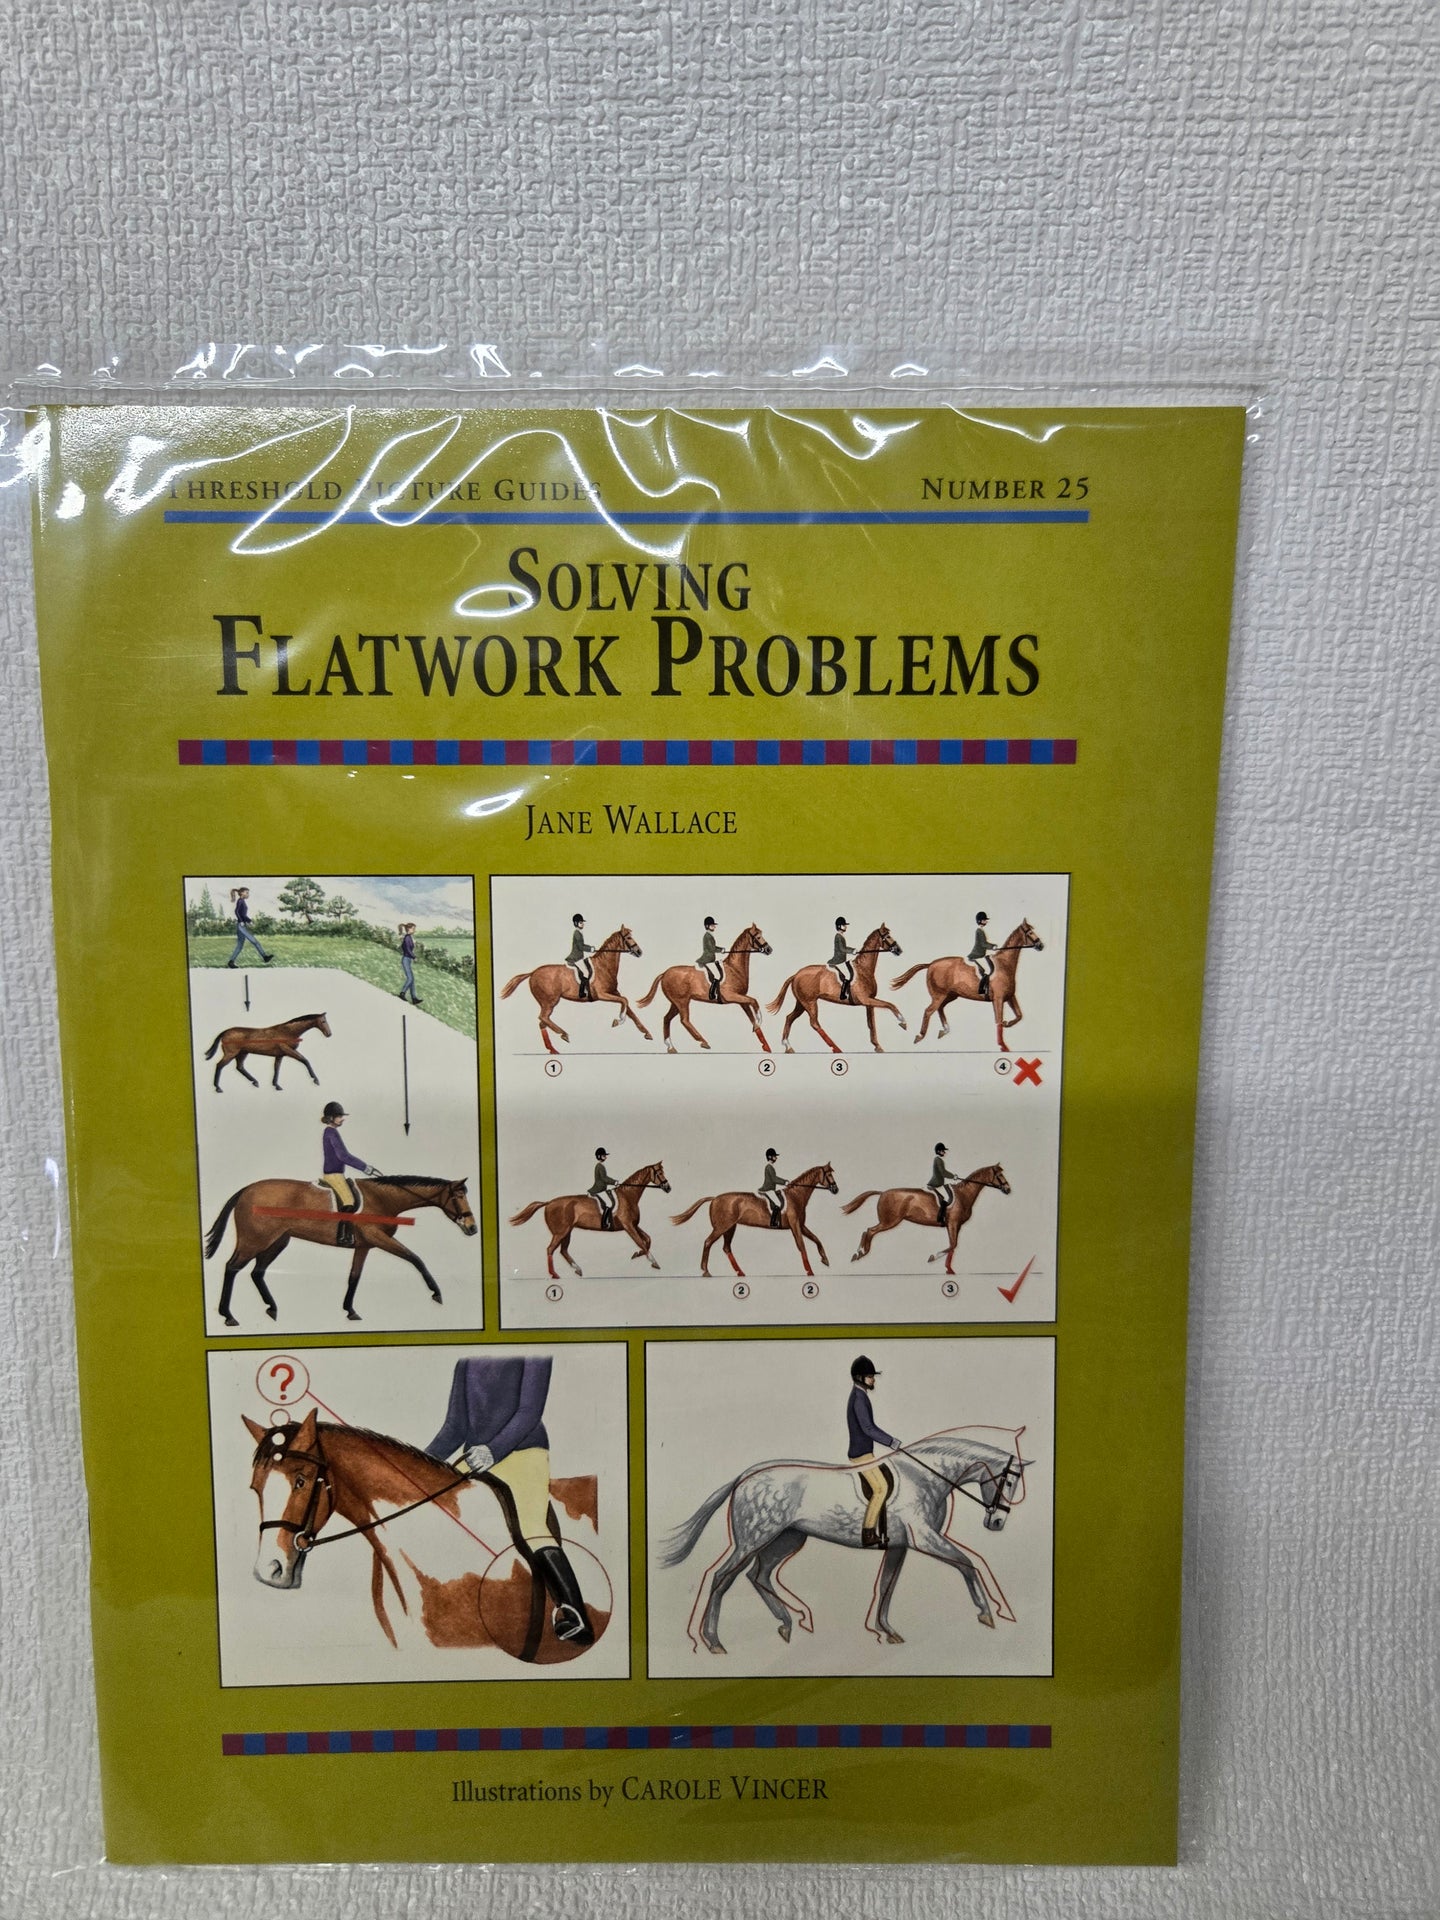 THRESHOLD PICTURE GUIDES
NUMBER 25
SOLVING
FLATWORK PROBLEMS
JANE WALLACE
1 2 3 4
1 2 2 3
?
Illustrations by CAROLE VINCER